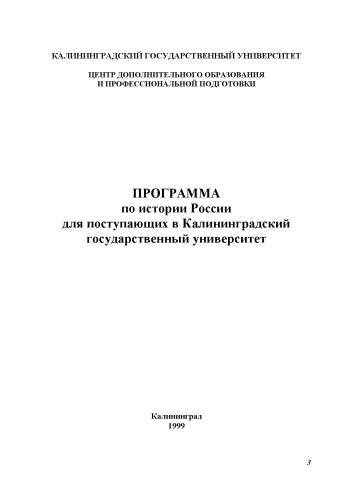 КАЛИНИНГРАДСКИЙ ГОСУДАРСТВЕННЫЙ УНИВЕРСИТЕТ
ЦЕНТР ДОПОЛНИТЕЛЬНОГО ОБРАЗОВАНИЯ
И ПРОФЕССИОНАЛЬНОЙ ПОДГОТОВКИ
ПРОГРАММА
по истории России
для поступающих в Калининградский
государственный университет
Калининград
1999
3